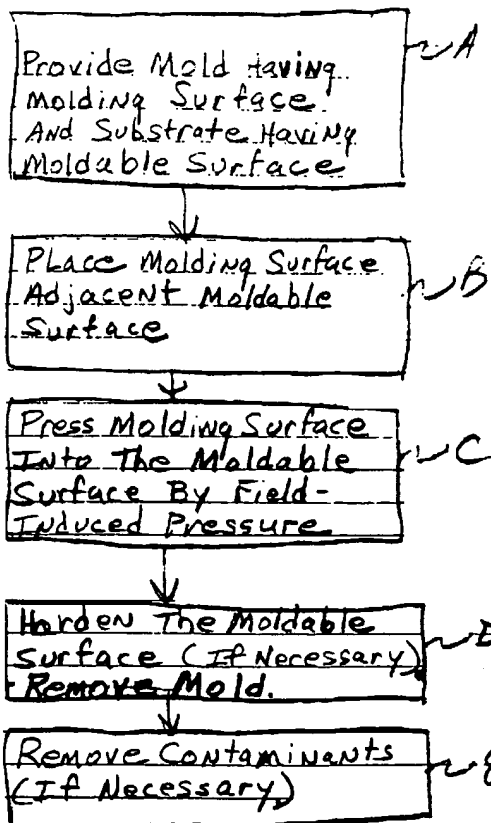 Provide Mold Having
Molding Surface
And Substrate Having
Moldable Surface
A
Place Molding Surface
Adjacent Moldable
Surface
B
Press Molding Surface
Into The Moldable
Surface By Field-
Induced Pressure
C
Harden The Moldable
Surface (If Necessary).
Remove Mold.
Remove Contaminants
(If Necessary)